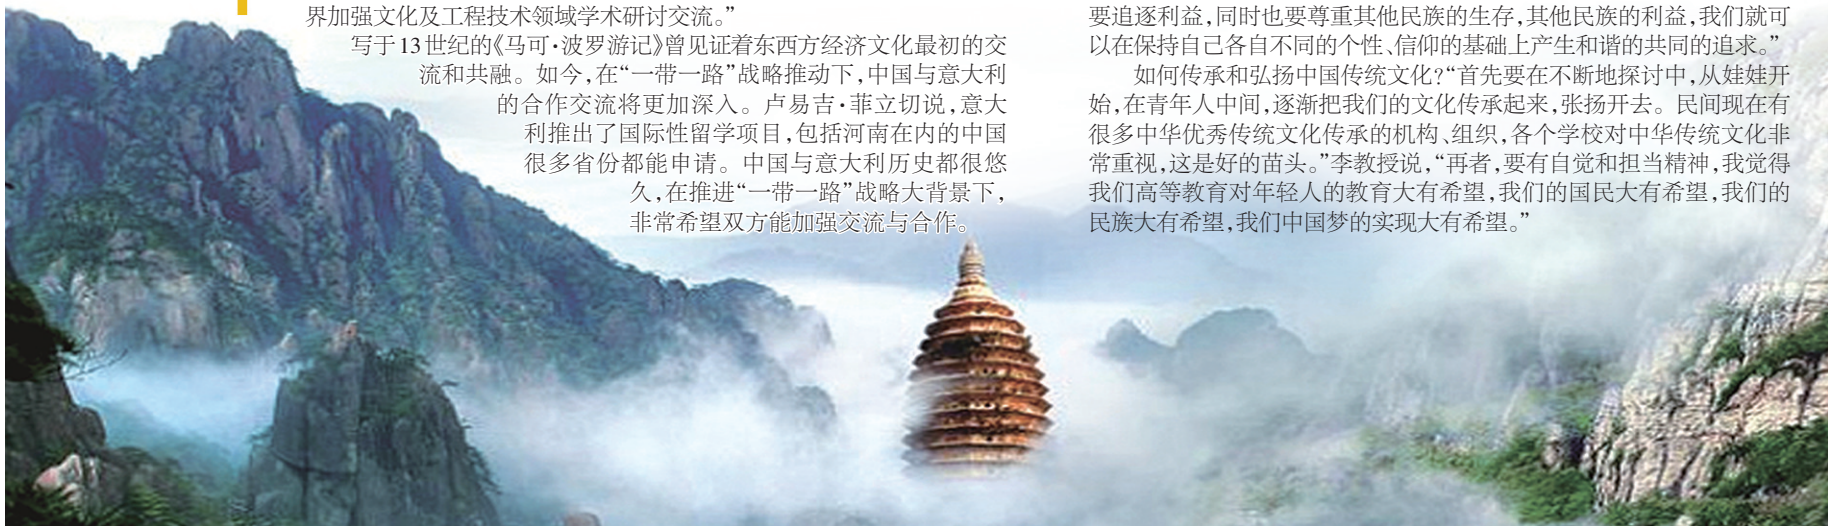 界加强文化及工程技术领域学术研讨交流。”
写于13世纪的《马可·波罗游记》曾见证着东西方经济文化最初的交
流和共融。如今,在“一带一路”战略推动下,中国与意大利
的合作交流将更加深入。卢易吉·菲立切说,意大
利推出了国际性留学项目,包括河南在内的中国
很多省份都能申请。中国与意大利历史都很悠
久,在推进“一带一路”战略大背景下,
非常希望双方能加强交流与合作。
要追逐利益,同时也要尊重其他民族的生存,其他民族的利益,我们就可
以在保持自己各自不同的个性、信仰的基础上产生和谐的共同的追求。”
如何传承和弘扬中国传统文化?“首先要在不断地探讨中,从娃娃开
始,在青年人中间,逐渐把我们的文化传承起来,张扬开去。民间现在有
很多中华优秀传统文化传承的机构、组织,各个学校对中华传统文化非
常重视,这是好的苗头。”李教授说,“再者,要有自觉和担当精神,我觉得
我们高等教育对年轻人的教育大有希望,我们的国民大有希望,我们的
民族大有希望,我们中国梦的实现大有希望。”